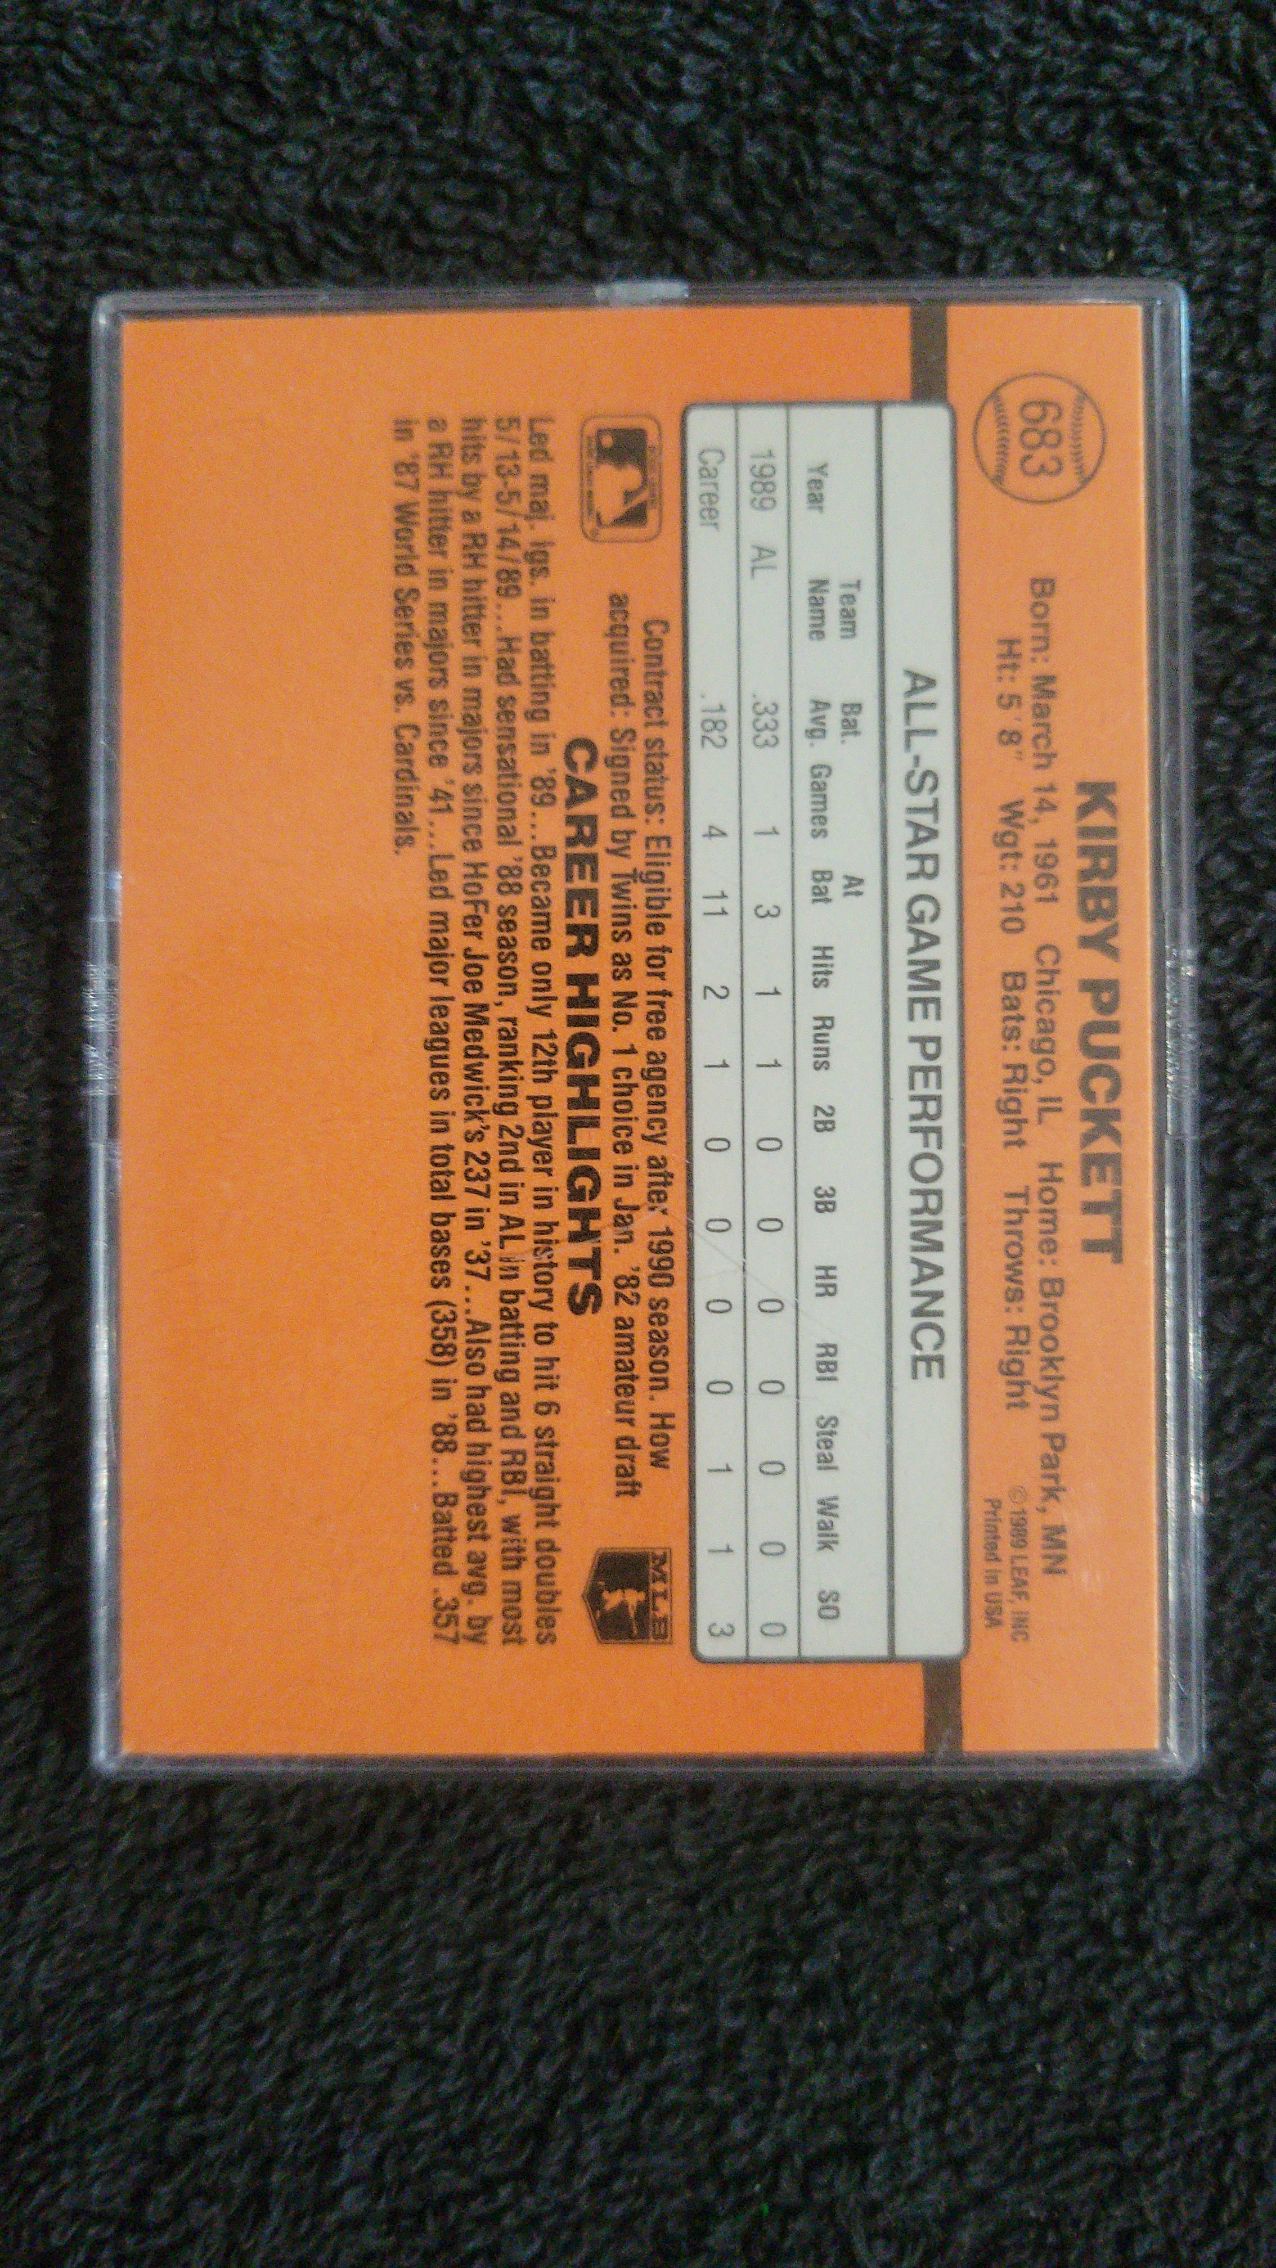 683
KIRBY PUCKETT
Born: March 14, 1961 Chicago, IL Home: Brooklyn Park, MN
Ht: 5'8" Wgt: 210 Bats: Right Throws: Right
©1989 LEAF, INC
Printed in USA
ALL-STAR GAME PERFORMANCE
Team Bat. At
Year Name Avg. Games Bat Hits Runs 2B 3B HR RBI Steal Walk SO
1989 AL .333 1 3 1 1 0 0 0 0 0 0 0
Career .182 4 11 2 1 0 0 0 0 1 1 3
Contract status: Eligible for free agency after 1990 season. How
acquired: Signed by Twins as No. 1 choice in Jan. '82 amateur draft
MLB
CAREER HIGHLIGHTS
Led maj. lgs. in batting in '89...Became only 12th player in history to hit 6 straight doubles
5/13-5/14/89...Had sensational '88 season, ranking 2nd in AL in batting and RBI, with most
hits by a RH hitter in majors since HoFer Joe Medwick's 237 in '37...Also had highest avg. by
a RH hitter in majors since '41...Led major leagues in total bases (358) in '88...Batted .357
in '87 World Series vs. Cardinals.